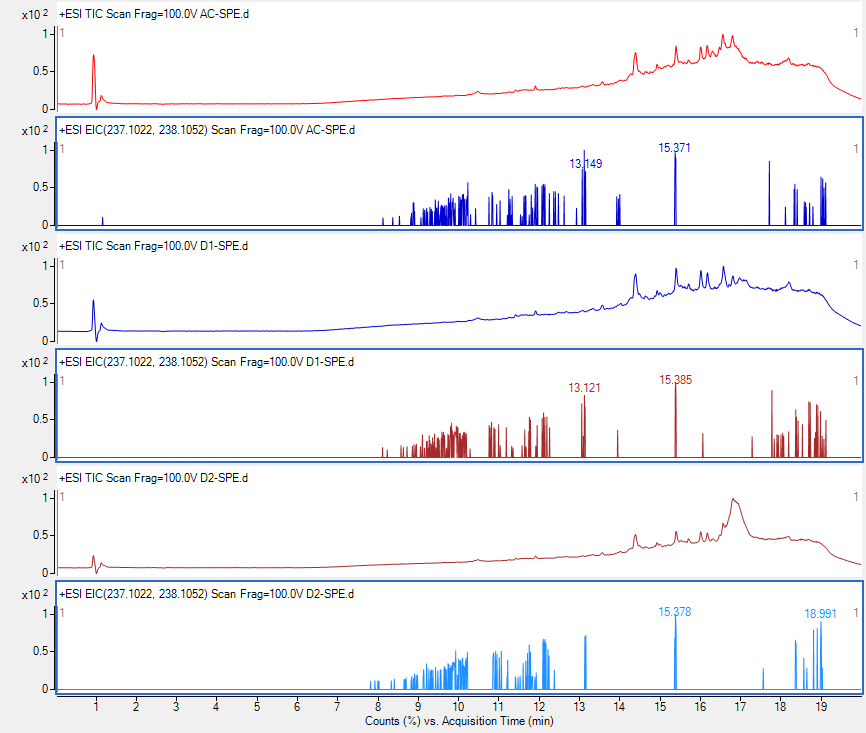 x10 2 +ESI TIC Scan Frag=100.0V AC-SPE.d
1 1 1
0.5
0
x10 2 +ESI EIC(237.1022, 238.1052) Scan Frag=100.0V AC-SPE.d
1 1 13.149 15.371 1
0.5
0
x10 2 +ESI TIC Scan Frag=100.0V D1-SPE.d
1 1 1
0.5
0
x10 2 +ESI EIC(237.1022, 238.1052) Scan Frag=100.0V D1-SPE.d
1 1 13.121 15.385 1
0.5
0
x10 2 +ESI TIC Scan Frag=100.0V D2-SPE.d
1 1 1
0.5
0
x10 2 +ESI EIC(237.1022, 238.1052) Scan Frag=100.0V D2-SPE.d
1 1 15.378 18.991 1
0.5
0
1 2 3 4 5 6 7 8 9 10 11 12 13 14 15 16 17 18 19
Counts (%) vs. Acquisition Time (min)